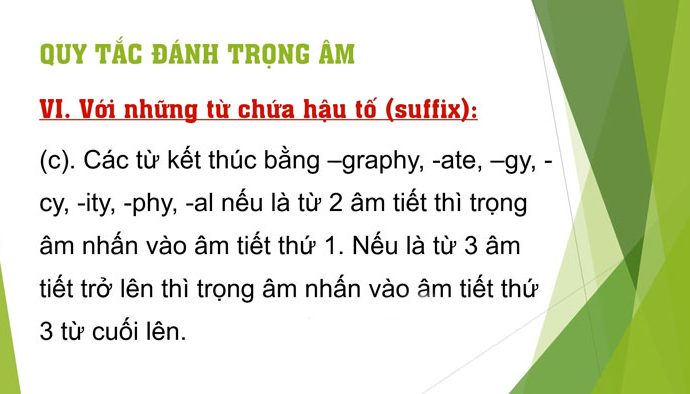 QUY TẮC ĐÁNH TRỌNG ÂM
VI. Với những từ chứa hậu tố (suffix):
(c). Các từ kết thúc bằng –graphy, -ate, –gy, -
cy, -ity, -phy, -al nếu là từ 2 âm tiết thì trọng
âm nhấn vào âm tiết thứ 1. Nếu là từ 3 âm
tiết trở lên thì trọng âm nhấn vào âm tiết thứ
3 từ cuối lên.